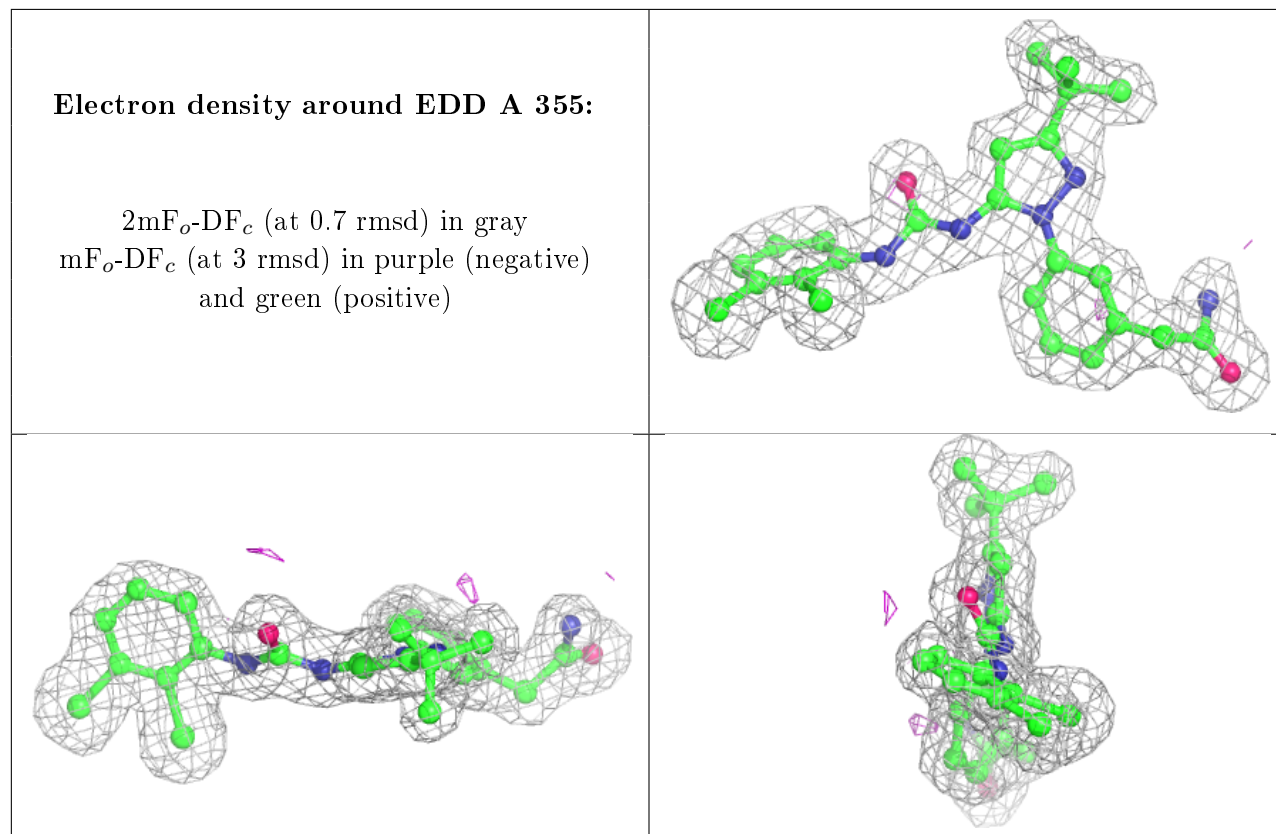 Electron density around EDD A 355:
2mFₒ-DF𝒸 (at 0.7 rmsd) in gray
mFₒ-DF𝒸 (at 3 rmsd) in purple (negative)
and green (positive)